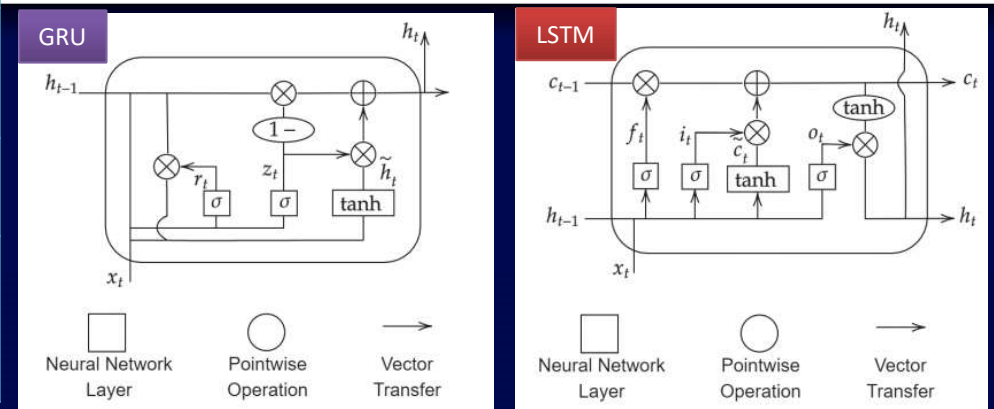 GRU
h_t
h_{t-1}
1-
z_t
r_t
h̃_t
σ
σ
tanh
x_t
Neural Network
Layer
Pointwise
Operation
Vector
Transfer
LSTM
h_t
c_{t-1}
c_t
tanh
f_t
i_t
c̃_t
o_t
σ
σ
tanh
σ
h_{t-1}
h_t
x_t
Neural Network
Layer
Pointwise
Operation
Vector
Transfer